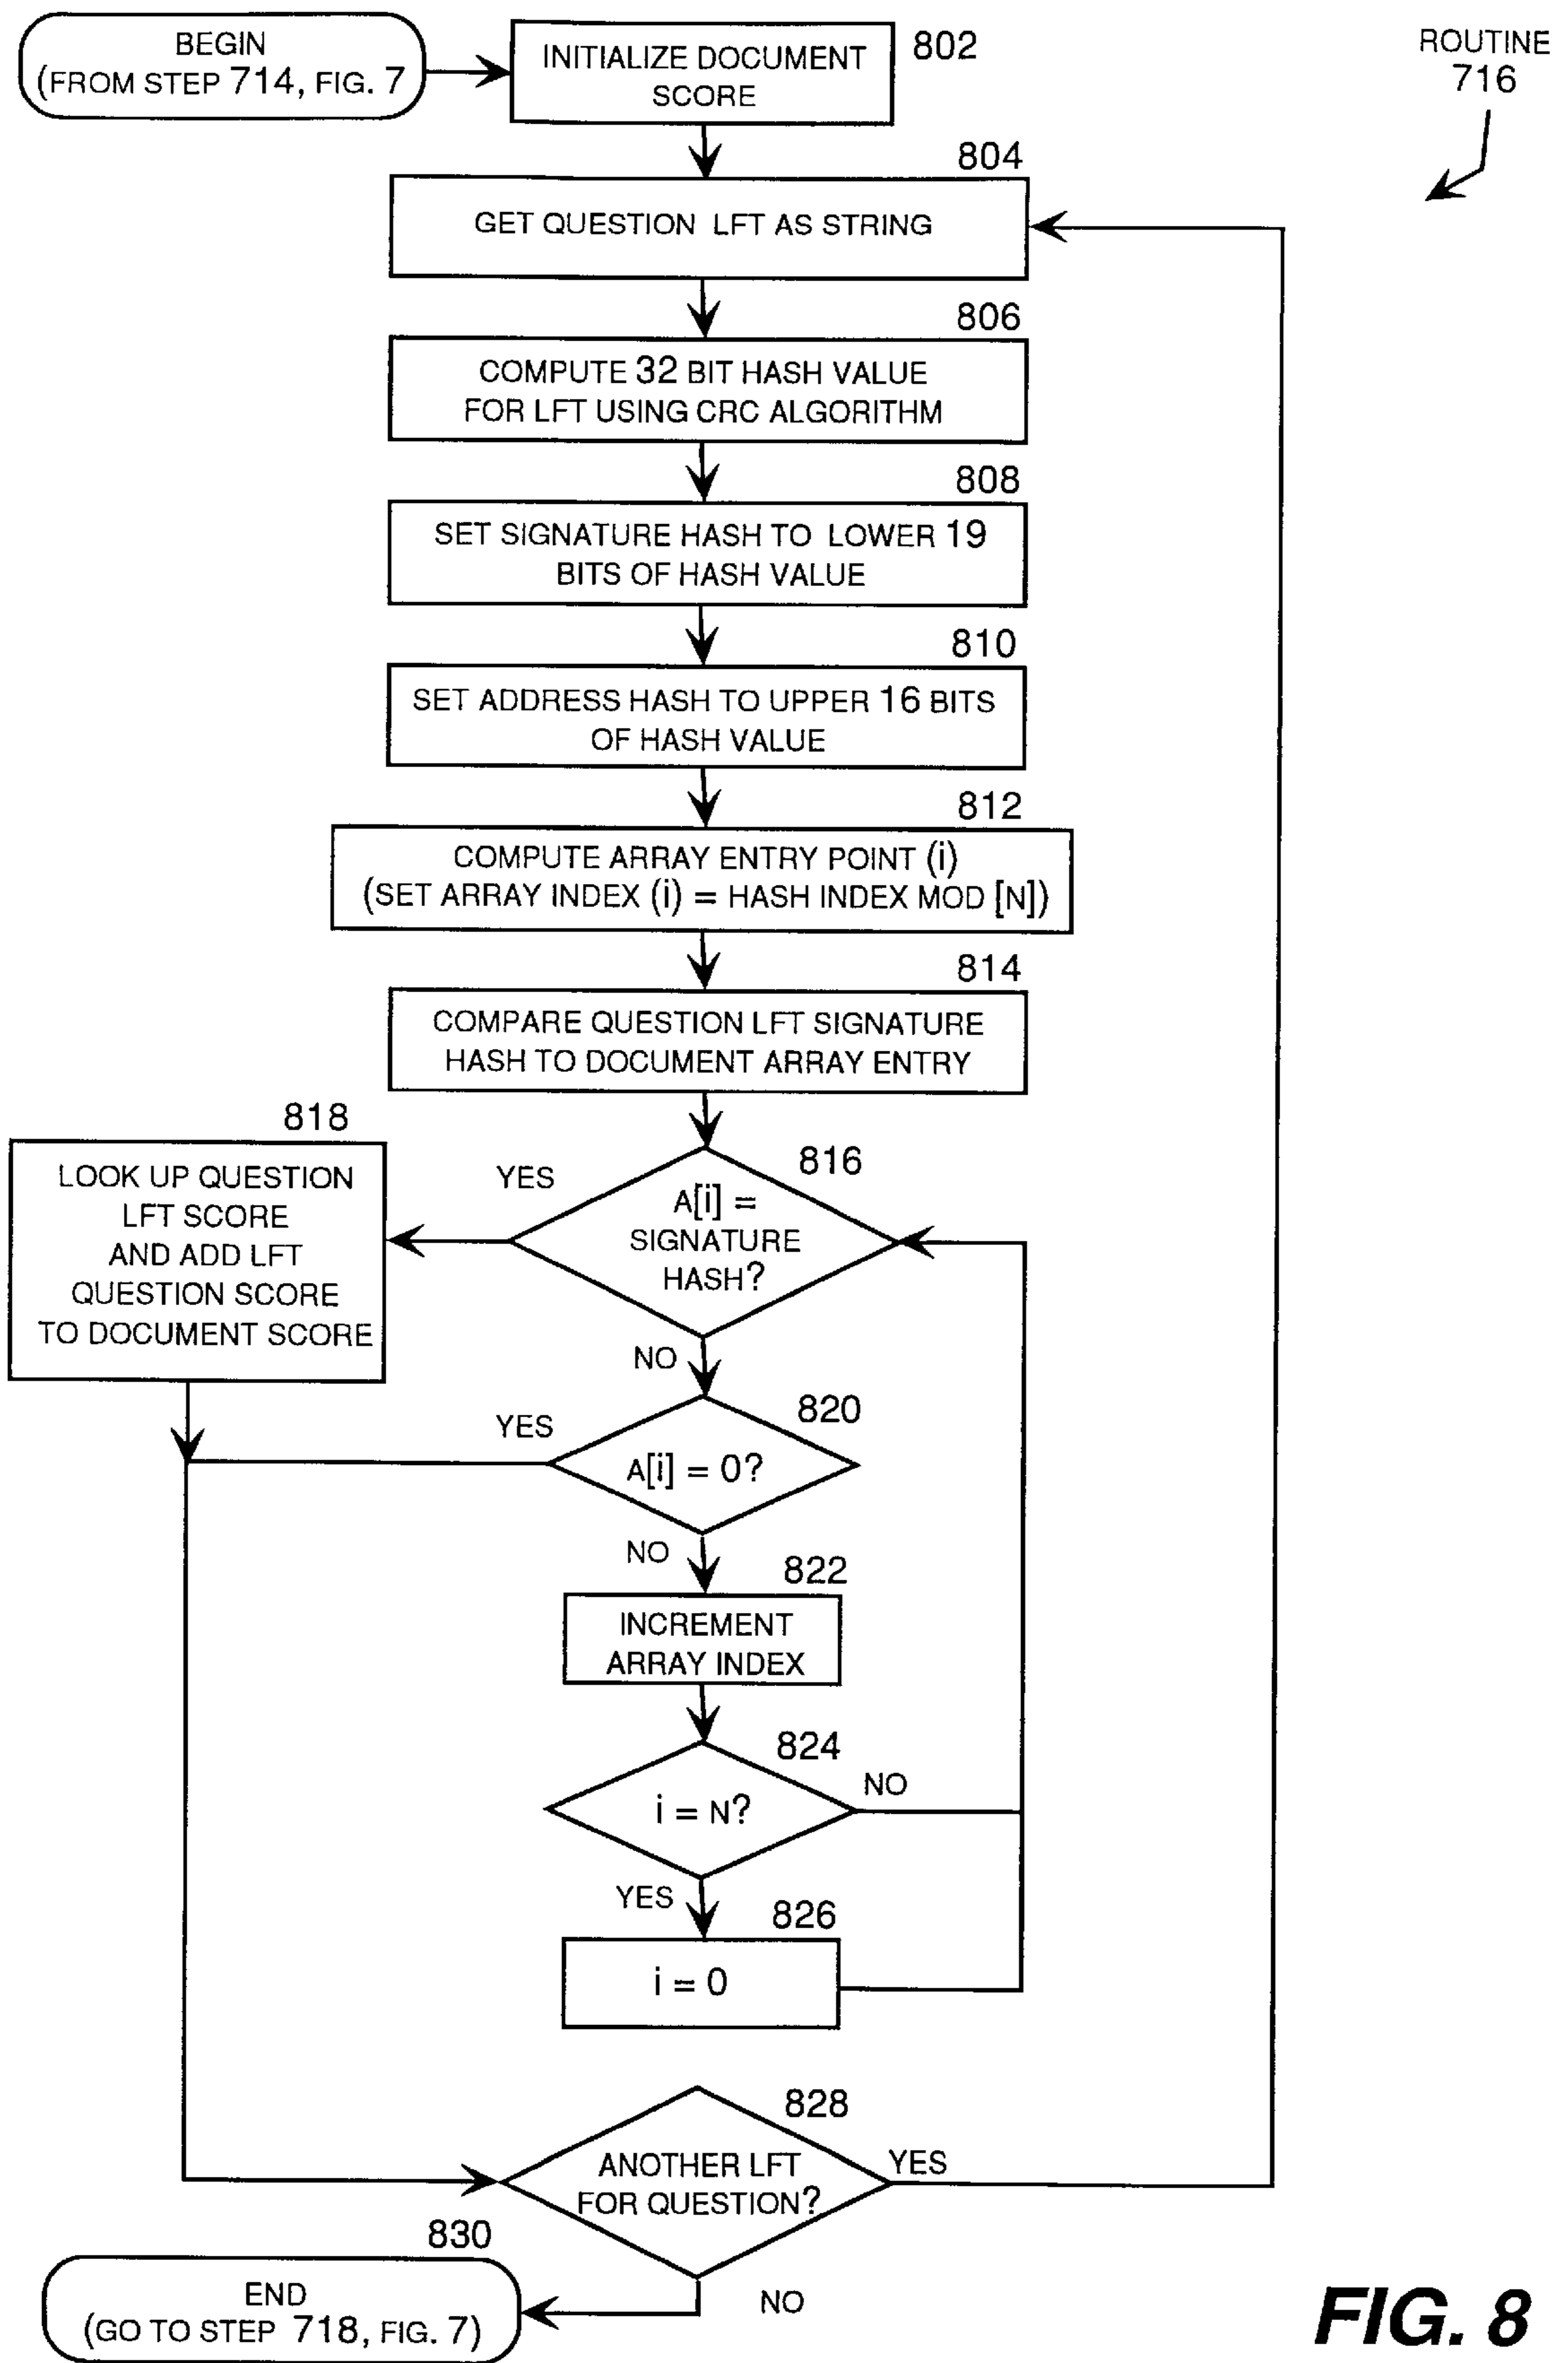 BEGIN
(FROM STEP 714, FIG. 7
INITIALIZE DOCUMENT
SCORE
802
ROUTINE
716
804
GET QUESTION LFT AS STRING
806
COMPUTE 32 BIT HASH VALUE
FOR LFT USING CRC ALGORITHM
808
SET SIGNATURE HASH TO LOWER 19
BITS OF HASH VALUE
810
SET ADDRESS HASH TO UPPER 16 BITS
OF HASH VALUE
812
COMPUTE ARRAY ENTRY POINT (i)
(SET ARRAY INDEX (i) = HASH INDEX MOD [N])
814
COMPARE QUESTION LFT SIGNATURE
HASH TO DOCUMENT ARRAY ENTRY
816
A[i] =
SIGNATURE
HASH?
YES
818
LOOK UP QUESTION
LFT SCORE
AND ADD LFT
QUESTION SCORE
TO DOCUMENT SCORE
NO
820
A[i] = 0?
YES
NO
822
INCREMENT
ARRAY INDEX
824
i = N?
NO
YES
826
i = 0
828
ANOTHER LFT
FOR QUESTION?
YES
NO
830
END
(GO TO STEP 718, FIG. 7)
FIG. 8